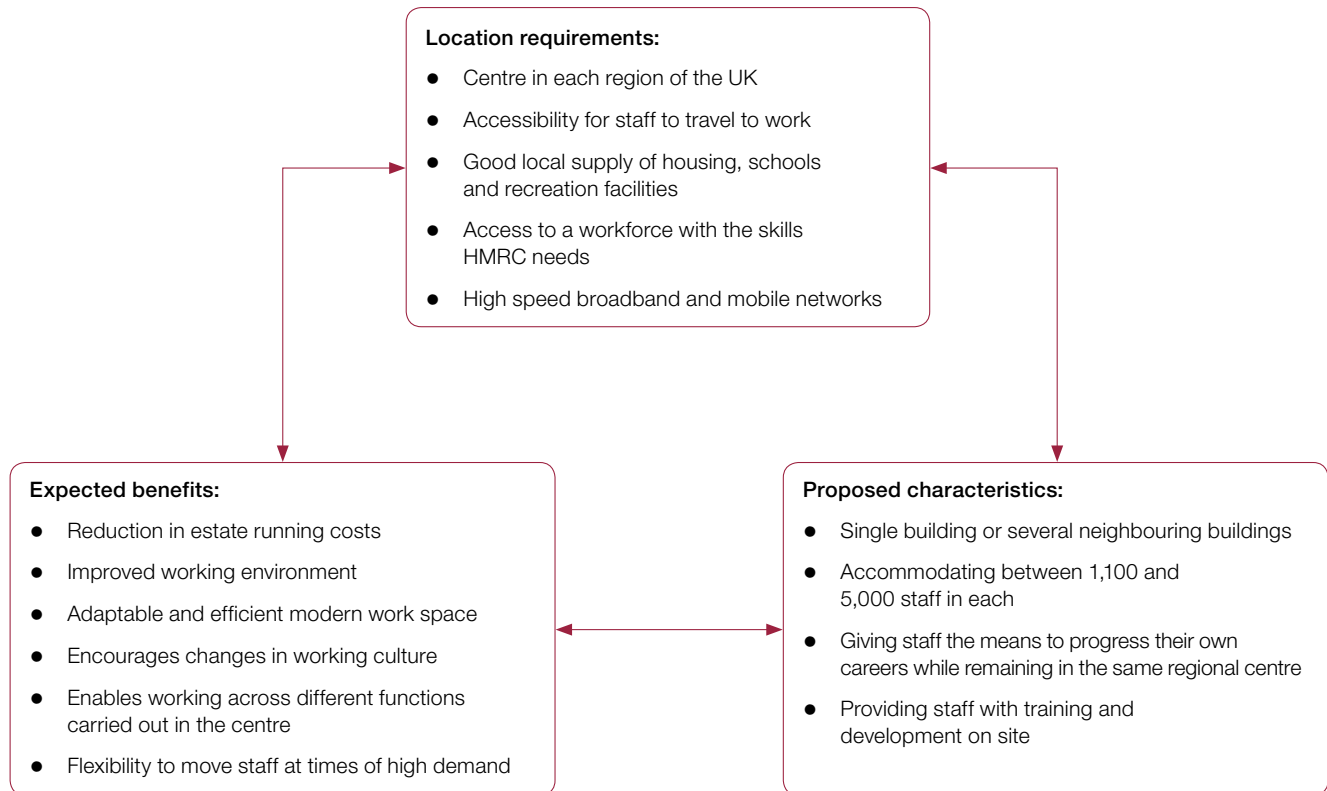 Location requirements:
● Centre in each region of the UK
● Accessibility for staff to travel to work
● Good local supply of housing, schools
and recreation facilities
● Access to a workforce with the skills
HMRC needs
● High speed broadband and mobile networks
Expected benefits:
● Reduction in estate running costs
● Improved working environment
● Adaptable and efficient modern work space
● Encourages changes in working culture
● Enables working across different functions
carried out in the centre
● Flexibility to move staff at times of high demand
Proposed characteristics:
● Single building or several neighbouring buildings
● Accommodating between 1,100 and
5,000 staff in each
● Giving staff the means to progress their own
careers while remaining in the same regional centre
● Providing staff with training and
development on site